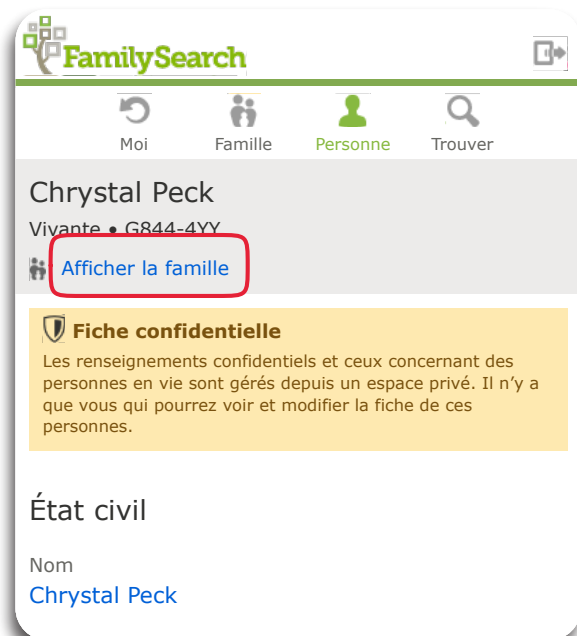 FamilySearch
Moi Famille Personne Trouver
Chrystal Peck
Vivante • G844-4YY
Afficher la famille
Fiche confidentielle
Les renseignements confidentiels et ceux concernant des
personnes en vie sont gérés depuis un espace privé. Il n’y a
que vous qui pourrez voir et modifier la fiche de ces
personnes.
État civil
Nom
Chrystal Peck